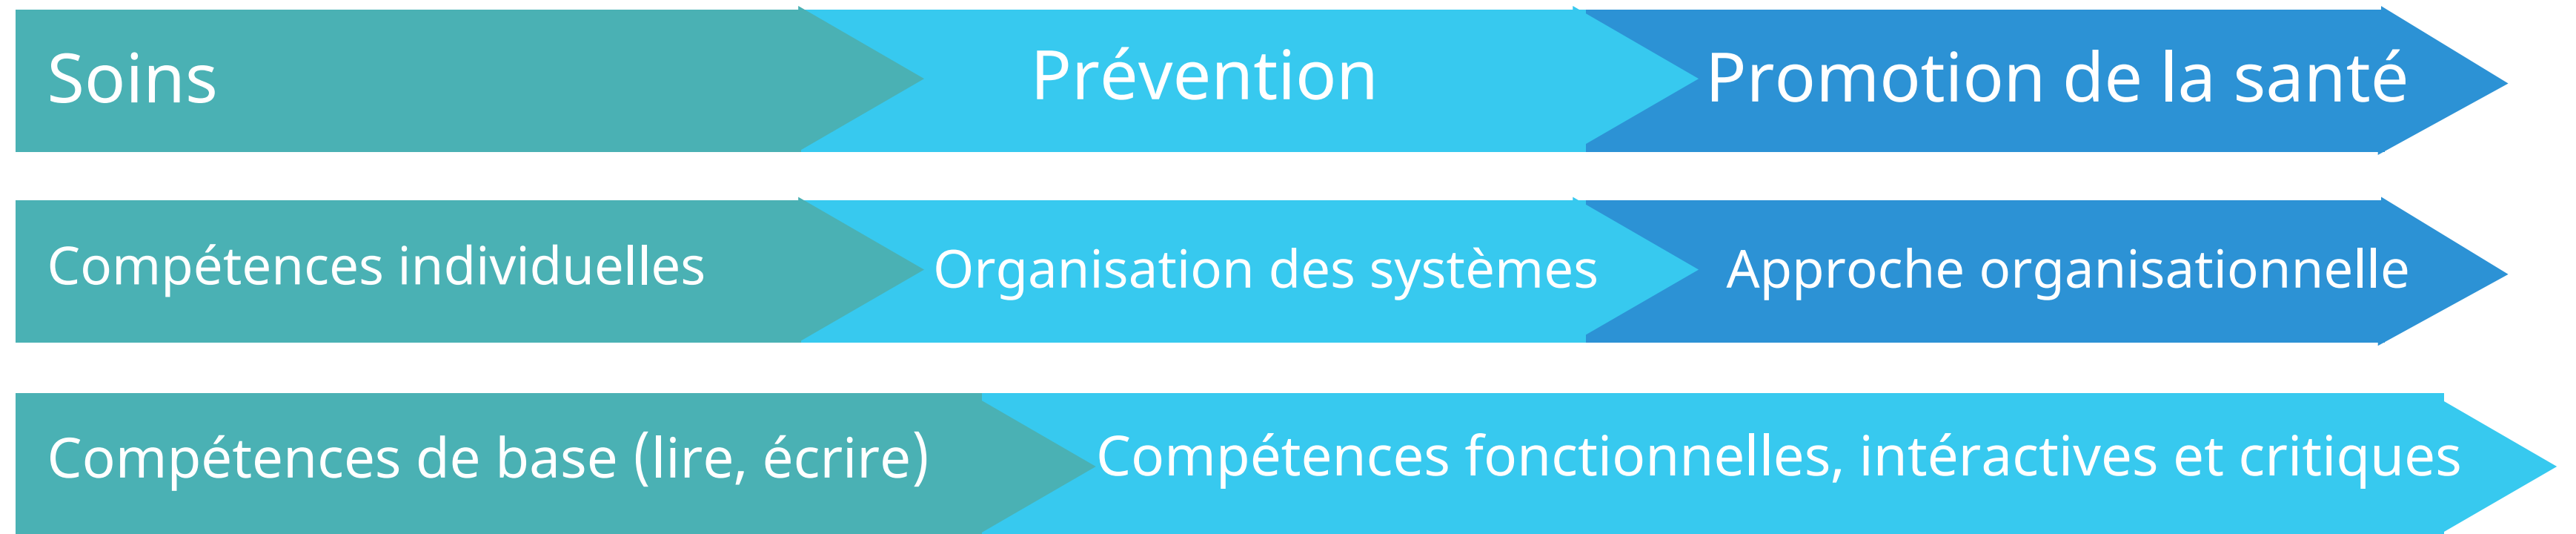 Soins
Prévention
Promotion de la santé
Compétences individuelles
Organisation des systèmes
Approche organisationnelle
Compétences de base (lire, écrire)
Compétences fonctionnelles, intéractives et critiques